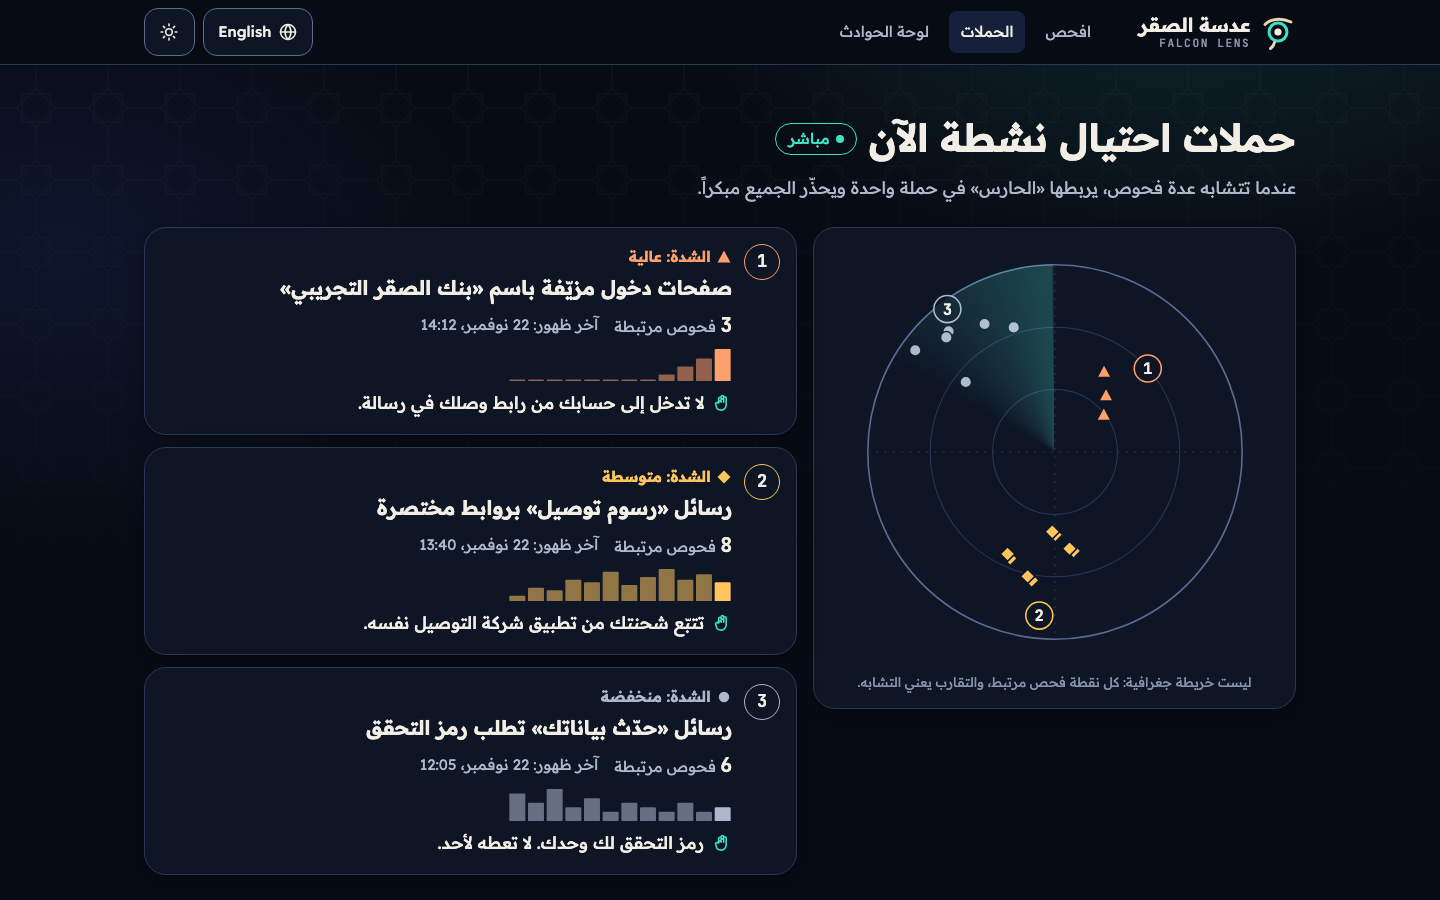 عدسة الصقر
FALCON LENS
افحص
الحملات
لوحة الحوادث
English
حملات احتيال نشطة الآن
مباشر
عندما تتشابه عدة فحوص، يربطها «الحارس» في حملة واحدة ويحذّر الجميع مبكراً.
3
1
2
ليست خريطة جغرافية: كل نقطة فحص مرتبط، والتقارب يعني التشابه.
1
الشدة: عالية
صفحات دخول مزيّفة باسم «بنك الصقر التجريبي»
3 فحوص مرتبطة آخر ظهور: 22 نوفمبر، 14:12
لا تدخل إلى حسابك من رابط وصلك في رسالة.
2
الشدة: متوسطة
رسائل «رسوم توصيل» بروابط مختصرة
8 فحوص مرتبطة آخر ظهور: 22 نوفمبر، 13:40
تتبّع شحنتك من تطبيق شركة التوصيل نفسه.
3
الشدة: منخفضة
رسائل «حدّث بياناتك» تطلب رمز التحقق
6 فحوص مرتبطة آخر ظهور: 22 نوفمبر، 12:05
رمز التحقق لك وحدك. لا تعطه لأحد.